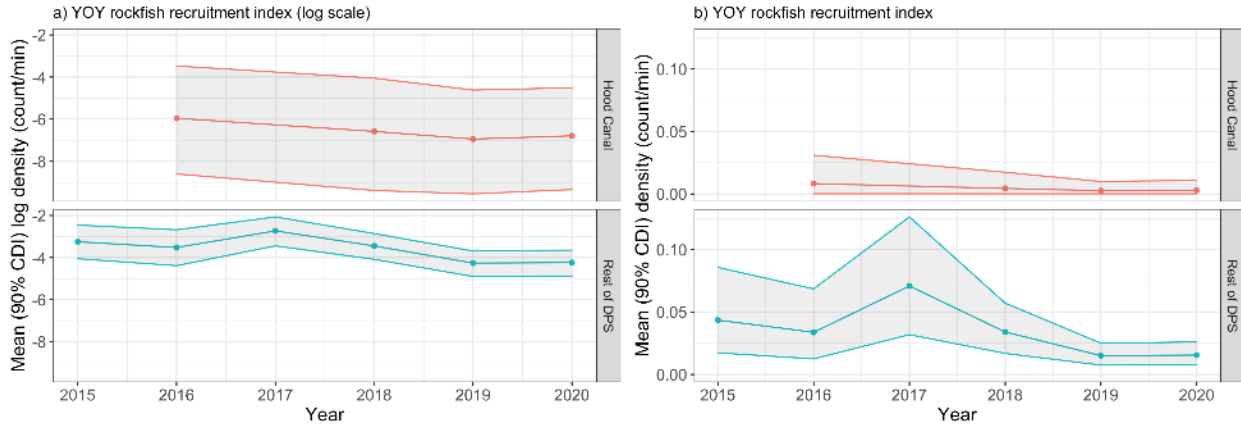 a) YOY rockfish recruitment index (log scale)
b) YOY rockfish recruitment index
Mean (90% CDI) log density (count/min)
-2
-4
-6
-8
Hood Canal
-2
-4
-6
-8
Rest of DPS
2015 2016 2017 2018 2019 2020
Year
Mean (90% CDI) density (count/min)
0.10
0.05
0.00
Hood Canal
0.10
0.05
0.00
Rest of DPS
2015 2016 2017 2018 2019 2020
Year